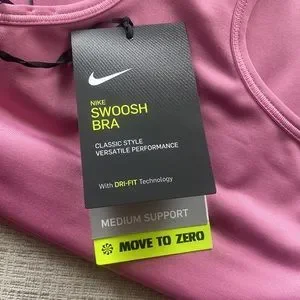 NIKE
SWOOSH
BRA
CLASSIC STYLE
VERSATILE PERFORMANCE
With DRI-FIT Technology
MEDIUM SUPPORT
MOVE TO ZERO